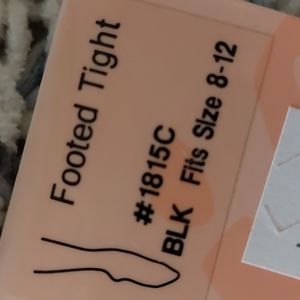 Footed Tight
#1815C
BLK Fits Size 8-12